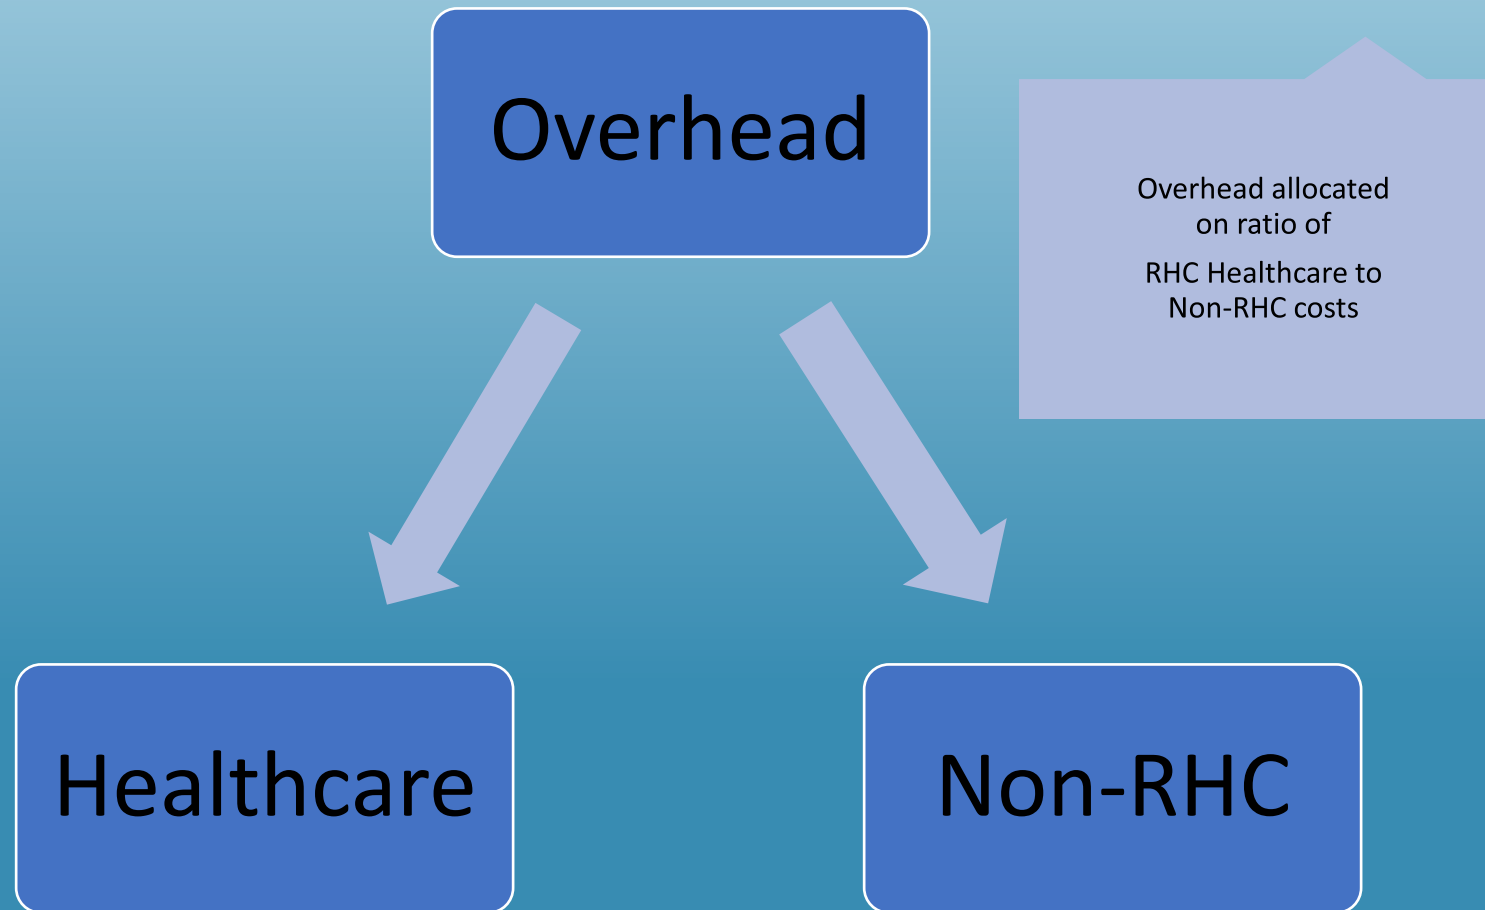 Overhead
Overhead allocated
on ratio of
RHC Healthcare to
Non-RHC costs
Healthcare
Non-RHC